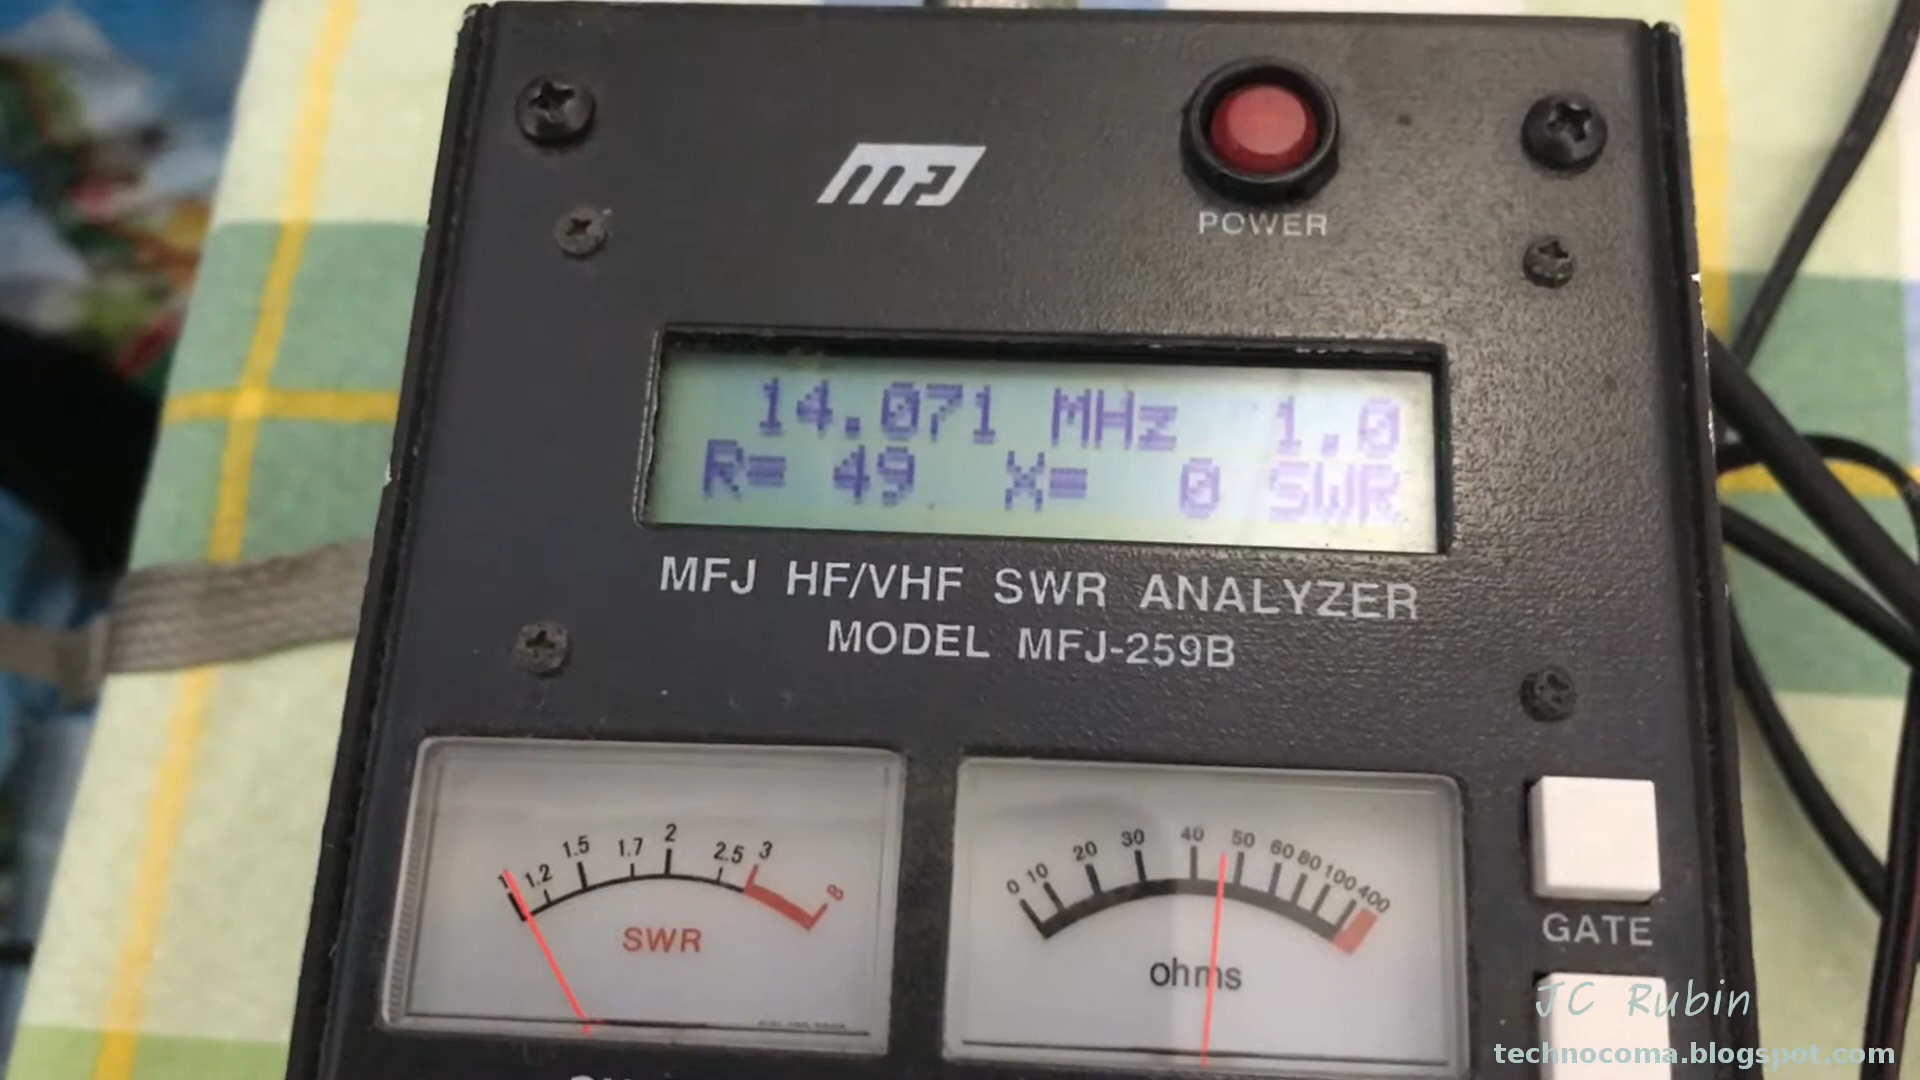 MFJ
POWER
14.071 MHz 1.0
R= 49 X= 0 SWR
MFJ HF/VHF SWR ANALYZER
MODEL MFJ-259B
1 1.2 1.5 1.7 2 2.5 3
SWR
0 10 20 30 40 50 60 80 100 400
ohms
GATE
JC Rubin
technocoma.blogspot.com